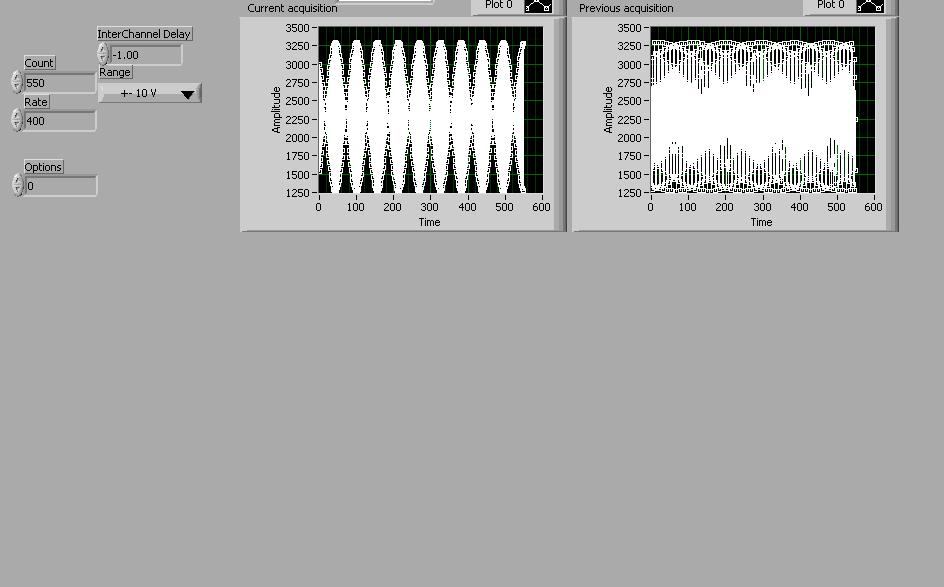 Current acquisition
Plot 0
Previous acquisition
Plot 0
InterChannel Delay
-1.00
Count
550
Range
+- 10 V
Rate
400
Options
0
Amplitude
3500
3250
3000
2750
2500
2250
2000
1750
1500
1250
0 100 200 300 400 500 600
Time
Amplitude
3500
3250
3000
2750
2500
2250
2000
1750
1500
1250
0 100 200 300 400 500 600
Time